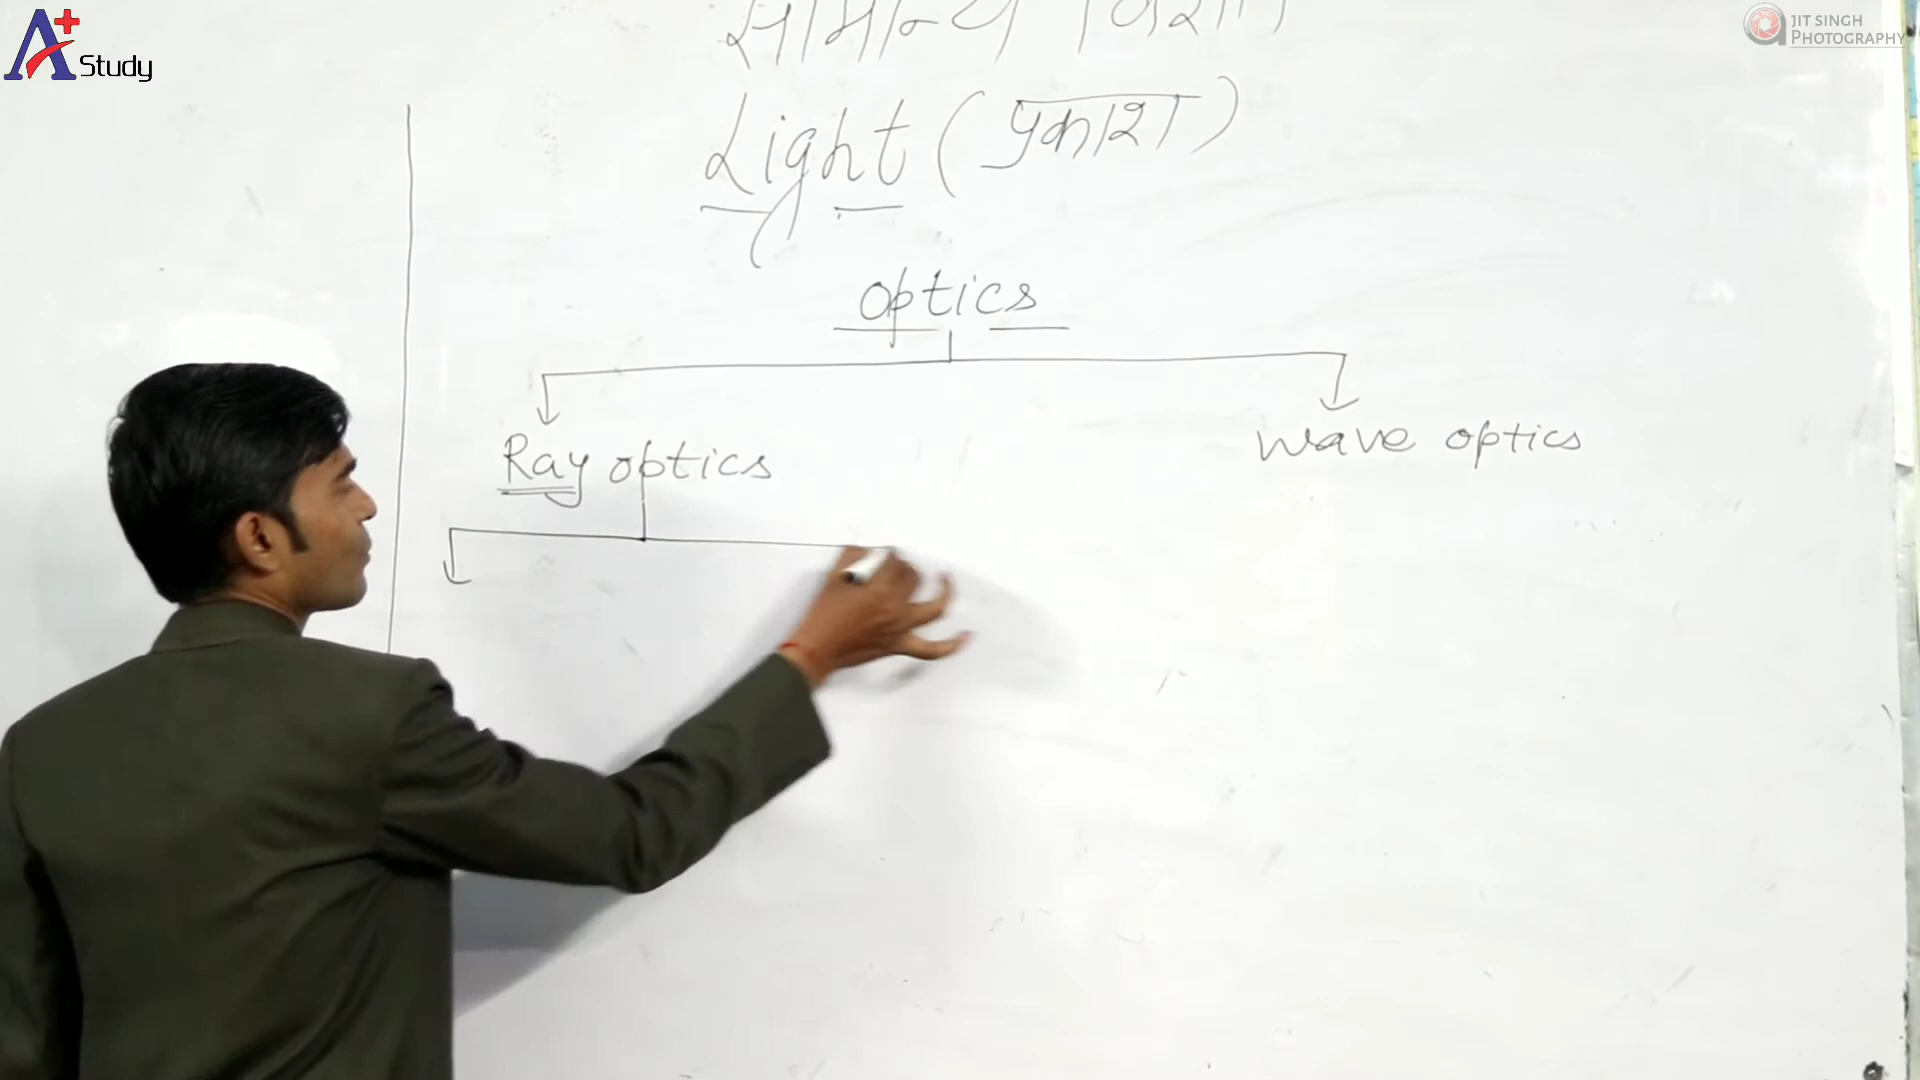 A+ Study
JIT SINGH
PHOTOGRAPHY
सामान्य विज्ञान
Light (प्रकाश)
Optics
Ray optics
Wave optics